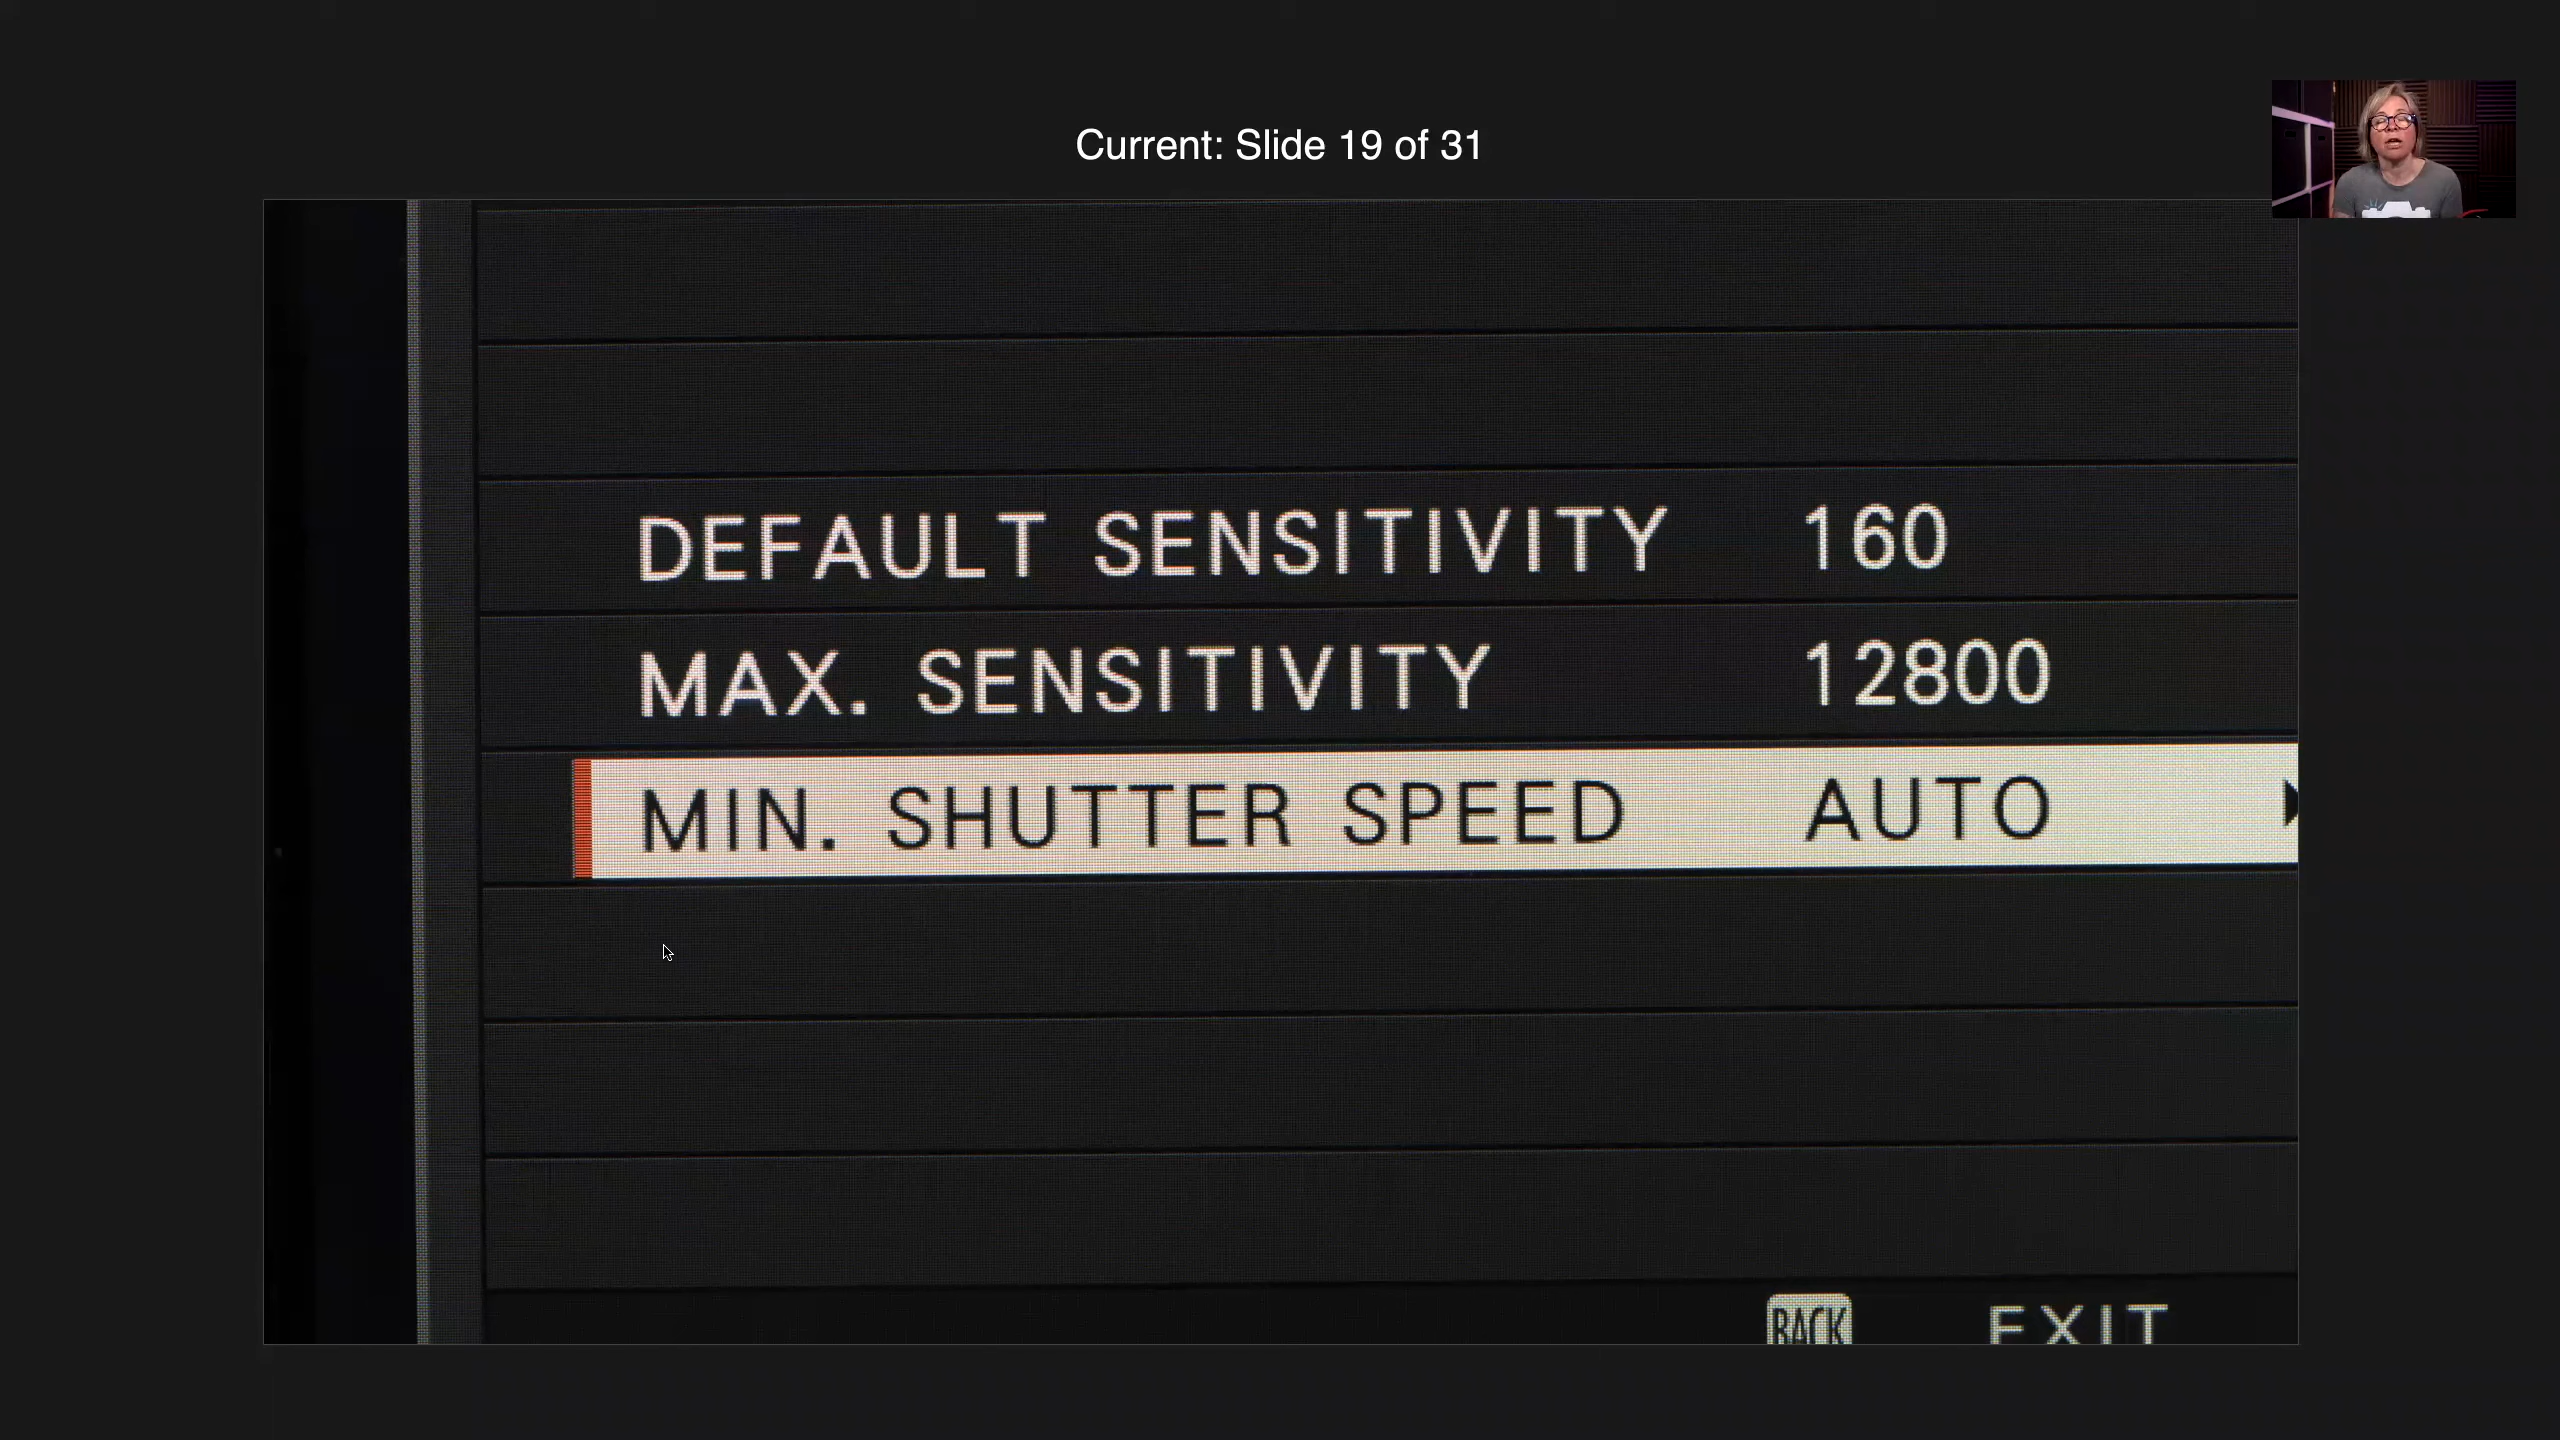 Current: Slide 19 of 31
DEFAULT SENSITIVITY 160
MAX. SENSITIVITY 12800
MIN. SHUTTER SPEED AUTO
BACK EXIT